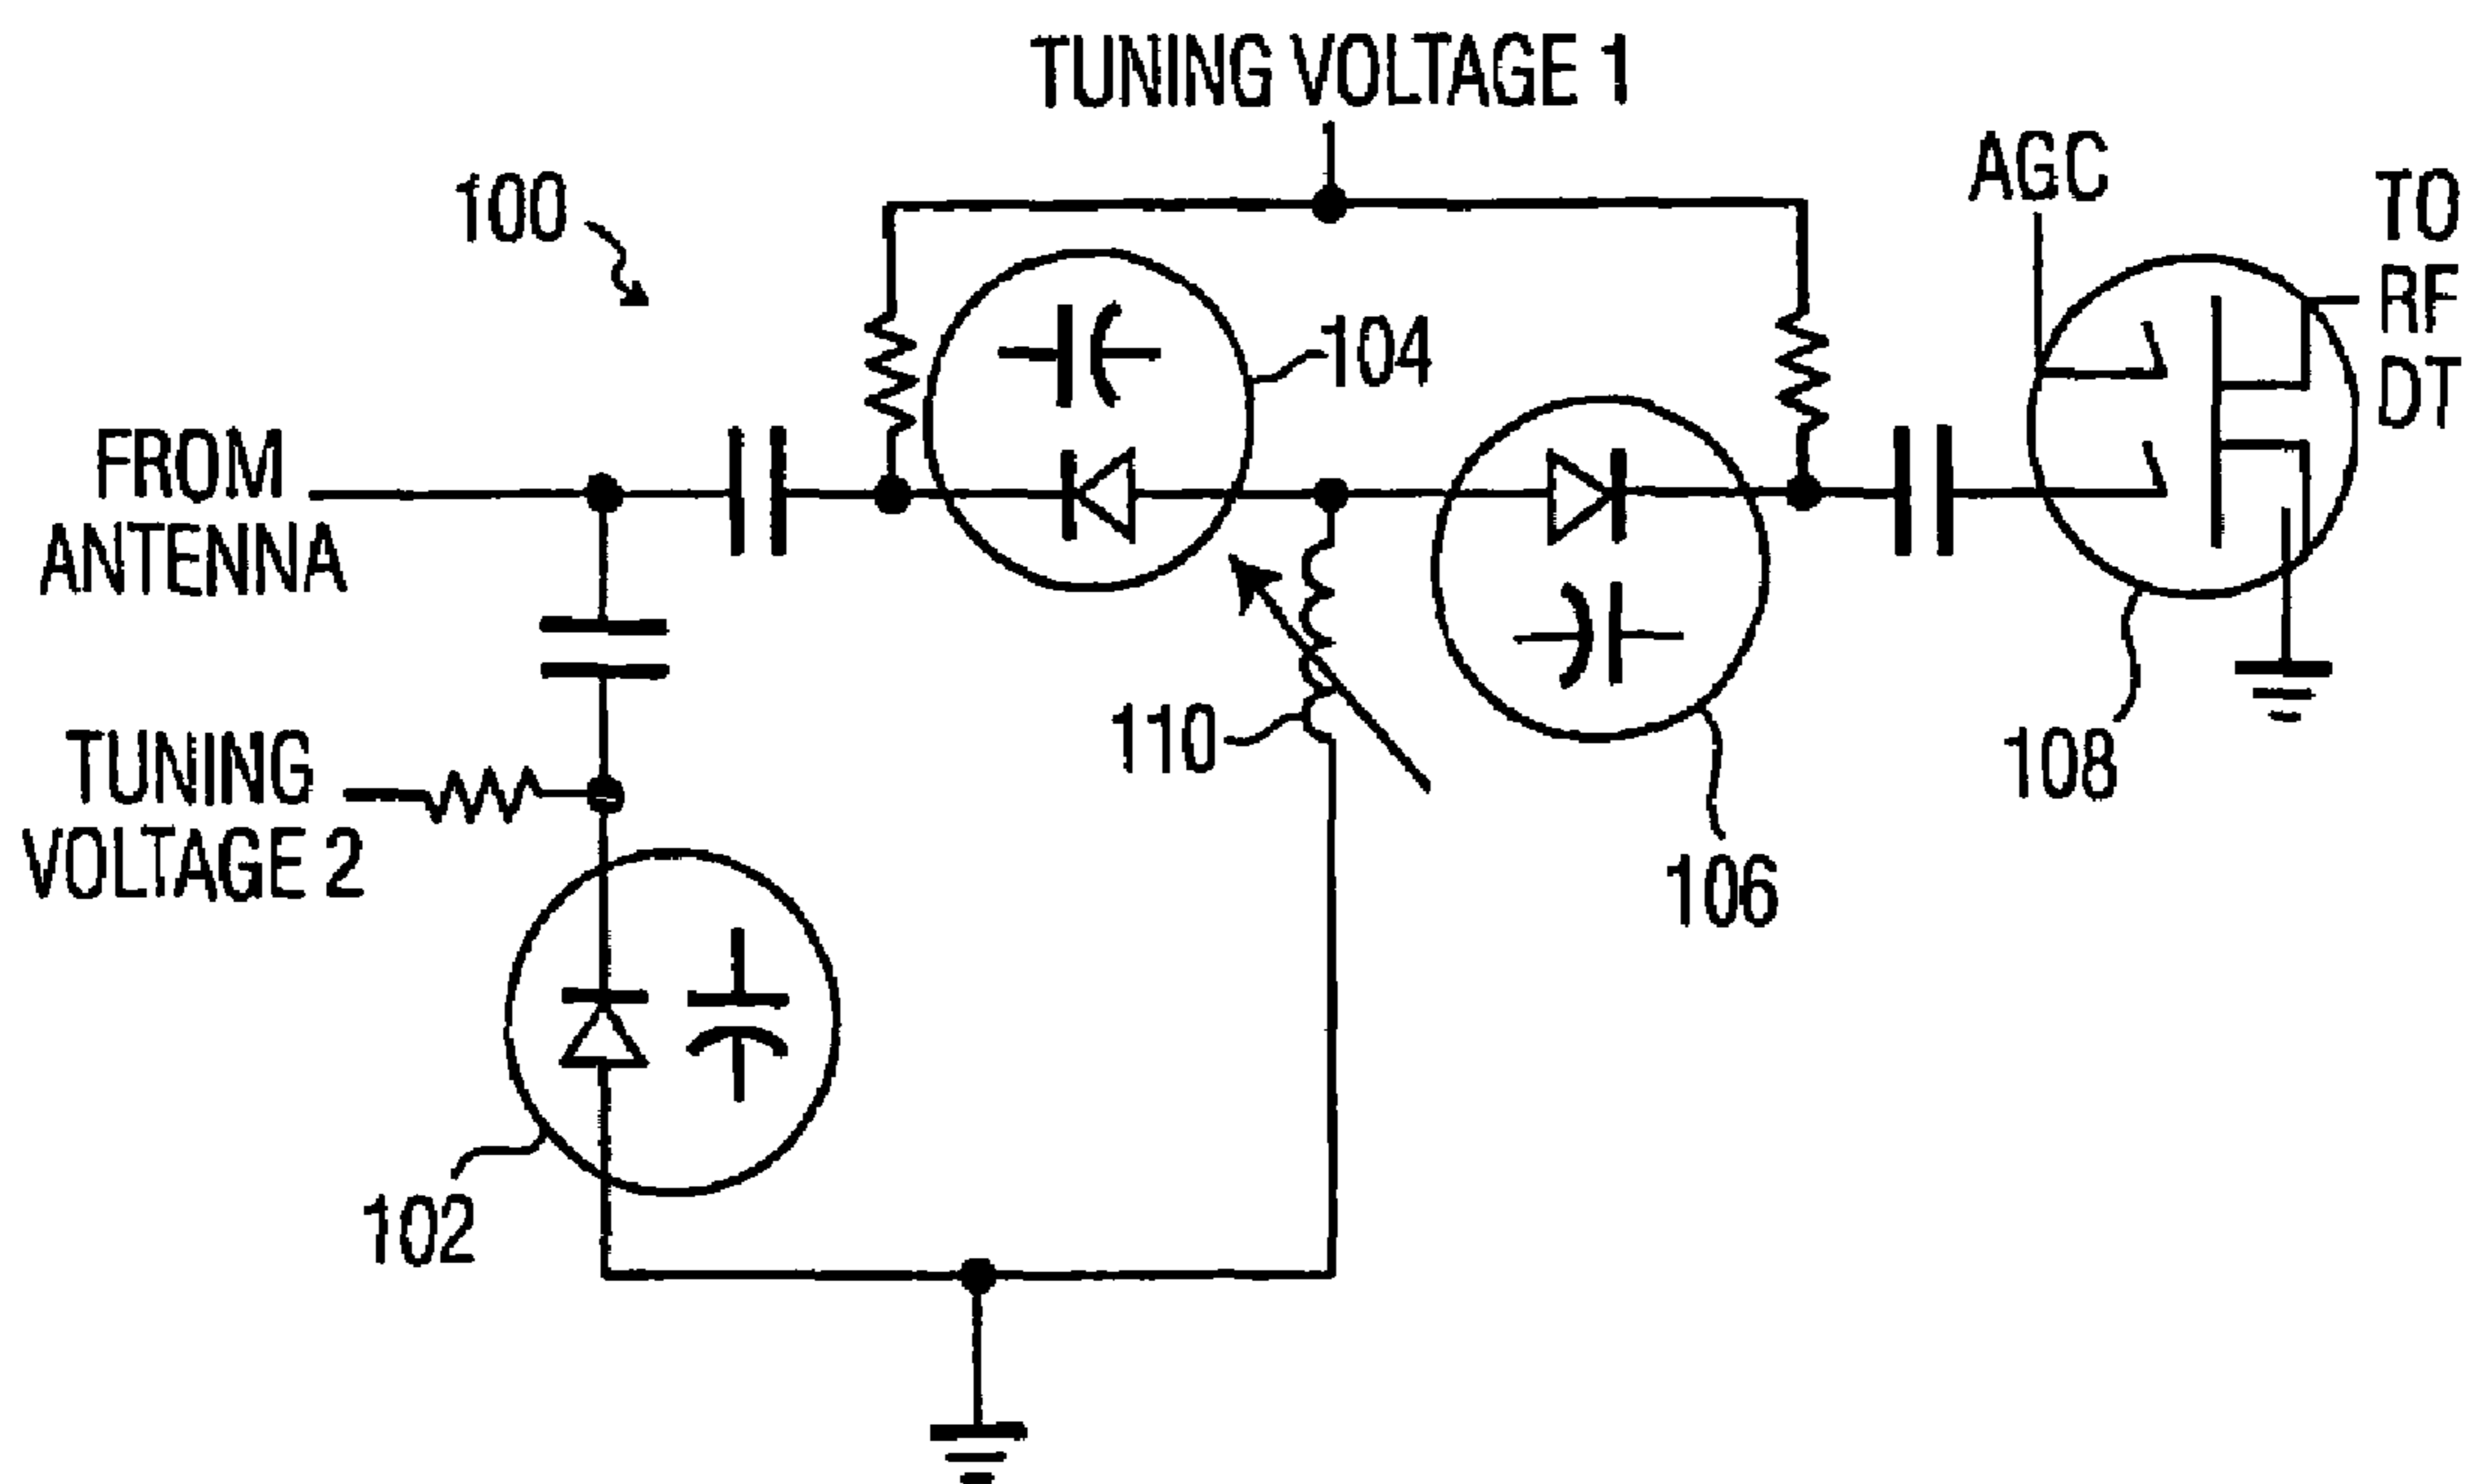 TUNING VOLTAGE 1
100
AGC
TO
RF
DT
104
FROM
ANTENNA
110
TUNING
VOLTAGE 2
108
106
102